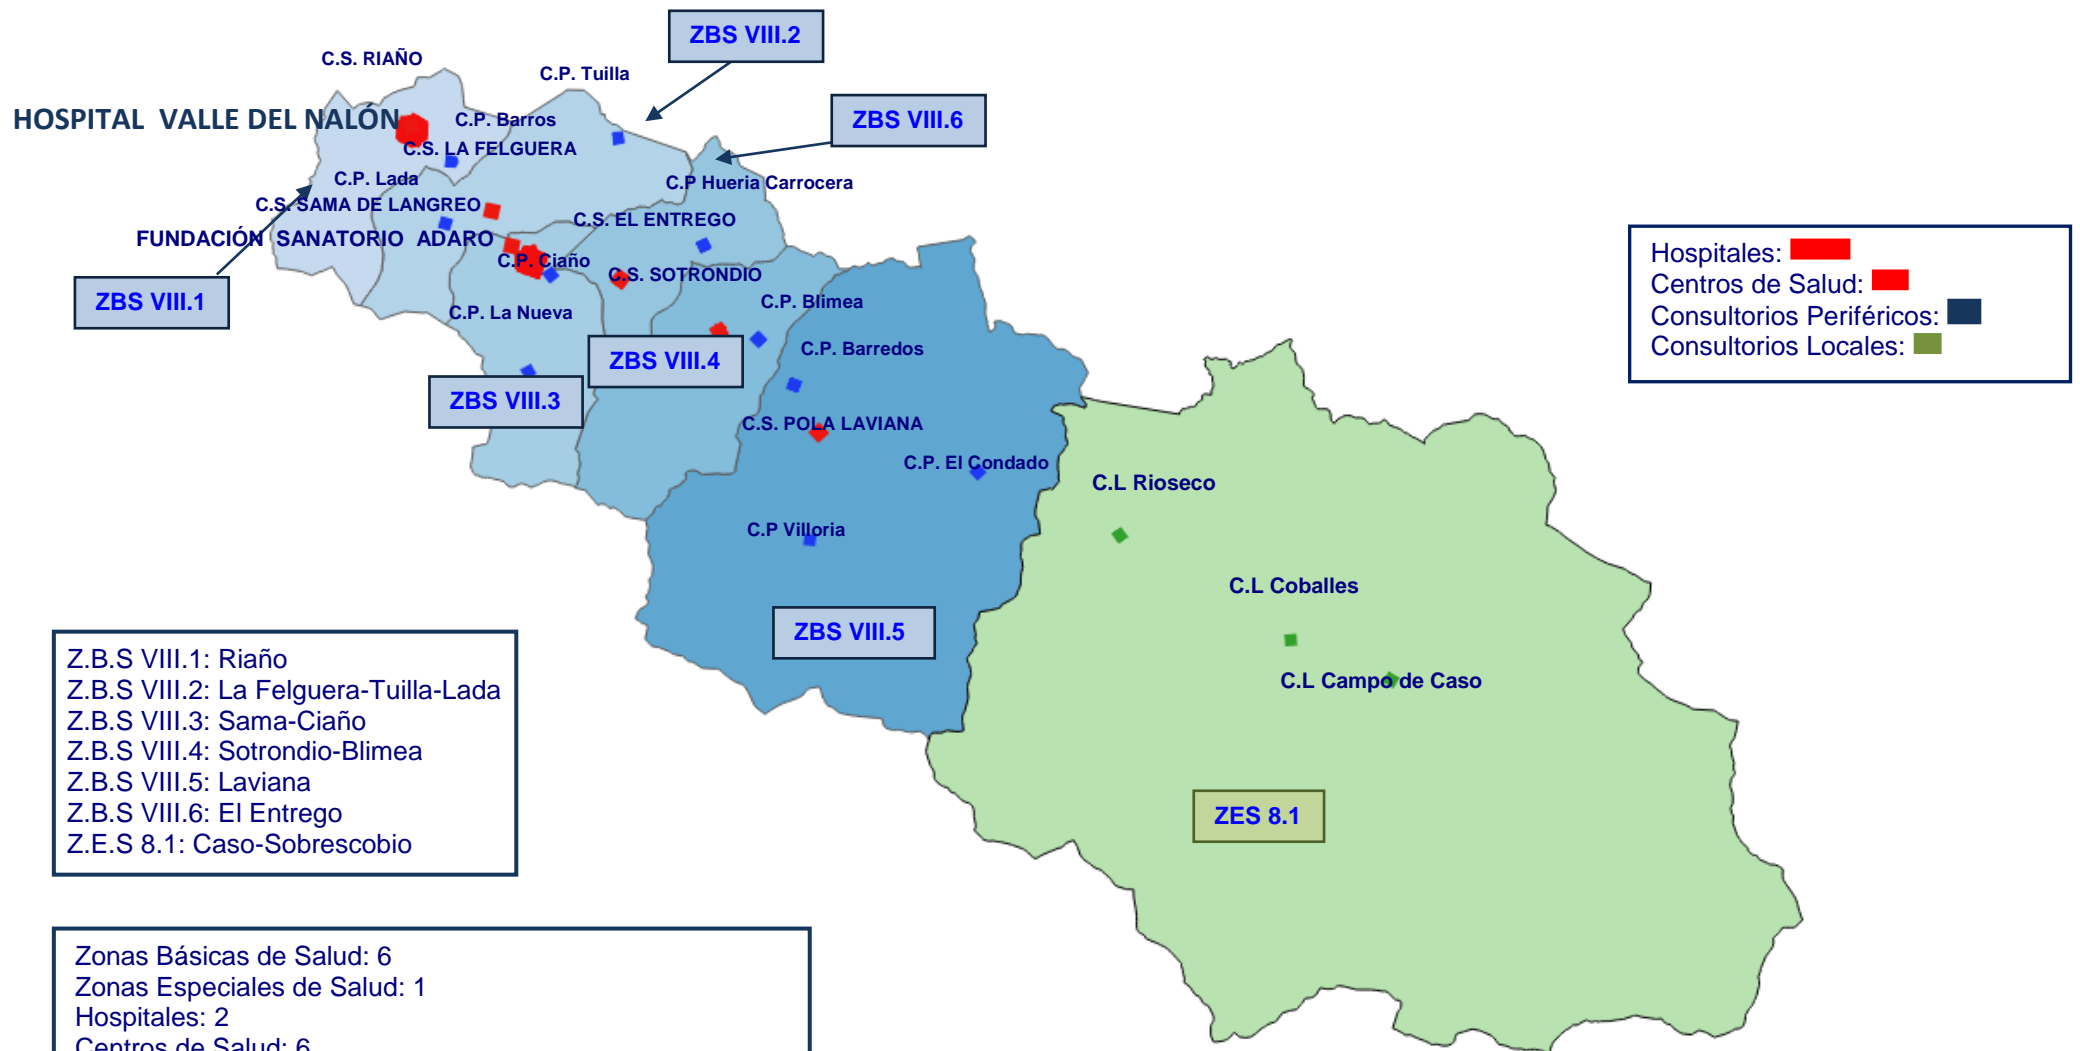 ZBS VIII.2
C.S. RIAÑO
C.P. Tuilla
HOSPITAL VALLE DEL NALÓN
C.P. Barros
ZBS VIII.6
C.S. LA FELGUERA
C.P. Lada
C.P Hueria Carrocera
C.S. SAMA DE LANGREO
C.S. EL ENTREGO
FUNDACIÓN SANATORIO ADARO
C.P. Ciaño
C.S. SOTRONDIO
ZBS VIII.1
C.P. Blimea
C.P. La Nueva
C.P. Barredos
ZBS VIII.4
ZBS VIII.3
C.S. POLA LAVIANA
C.P. El Condado
C.L Rioseco
C.P Villoria
C.L Coballes
ZBS VIII.5
C.L Campo de Caso
ZES 8.1
Hospitales:
Centros de Salud:
Consultorios Periféricos:
Consultorios Locales:
Z.B.S VIII.1: Riaño
Z.B.S VIII.2: La Felguera-Tuilla-Lada
Z.B.S VIII.3: Sama-Ciaño
Z.B.S VIII.4: Sotrondio-Blimea
Z.B.S VIII.5: Laviana
Z.B.S VIII.6: El Entrego
Z.E.S 8.1: Caso-Sobrescobio
Zonas Básicas de Salud: 6
Zonas Especiales de Salud: 1
Hospitales: 2
Centros de Salud: 6